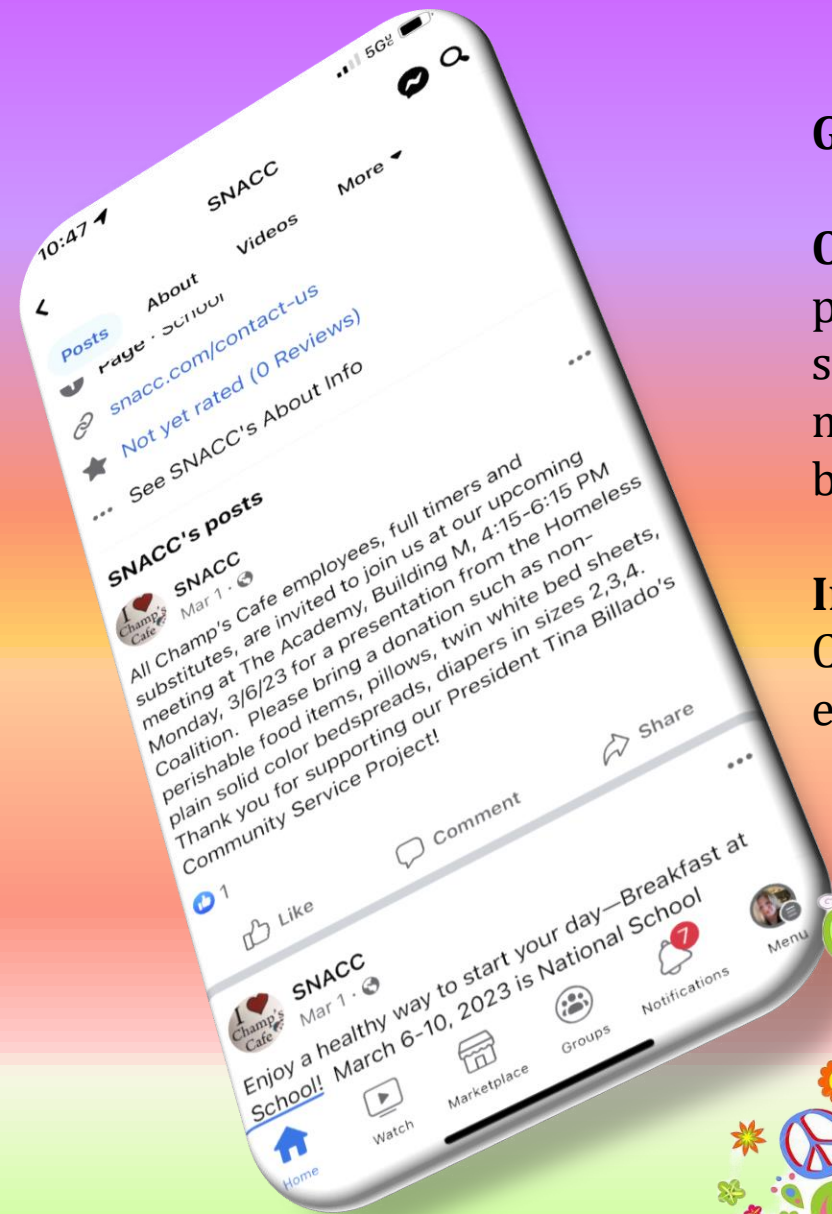 10:47
5G
SNACC
Posts
About
Videos
More
Page · School
snacc.com/contact-us
Not yet rated (0 Reviews)
See SNACC's About Info
SNACC's posts
I
Champ's
Cafe
SNACC
Mar 1 ·
All Champ's Cafe employees, full timers and
substitutes, are invited to join us at our upcoming
meeting at The Academy, Building M, 4:15-6:15 PM
Monday, 3/6/23 for a presentation from the Homeless
Coalition. Please bring a donation such as non-
perishable food items, pillows, twin white bed sheets,
plain solid color bedspreads, diapers in sizes 2,3,4.
Thank you for supporting our President Tina Billado's
Community Service Project!
1
Like
Comment
Share
I
Champ's
Cafe
SNACC
Mar 1 ·
Enjoy a healthy way to start your day—Breakfast at
School! March 6-10, 2023 is National School
Home
Watch
Marketplace
Groups
7
Notifications
Menu